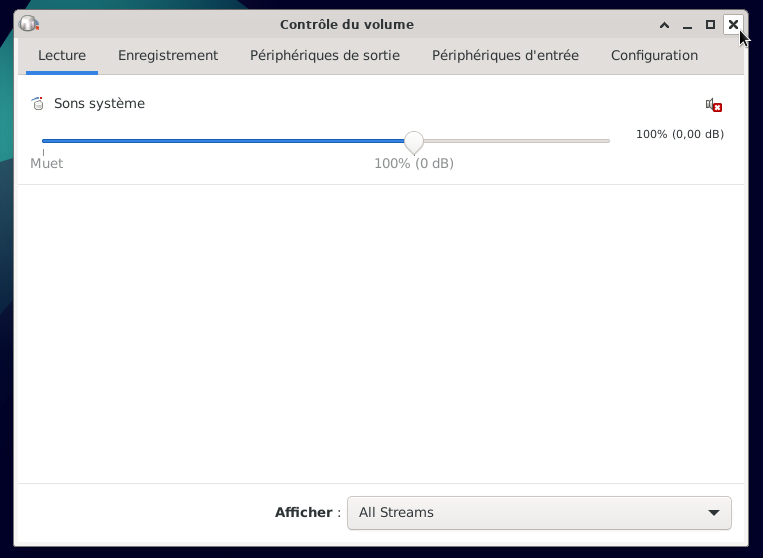 Contrôle du volume
Lecture Enregistrement Périphériques de sortie Périphériques d'entrée Configuration
Sons système
100% (0,00 dB)
Muet 100% (0 dB)
Afficher : All Streams